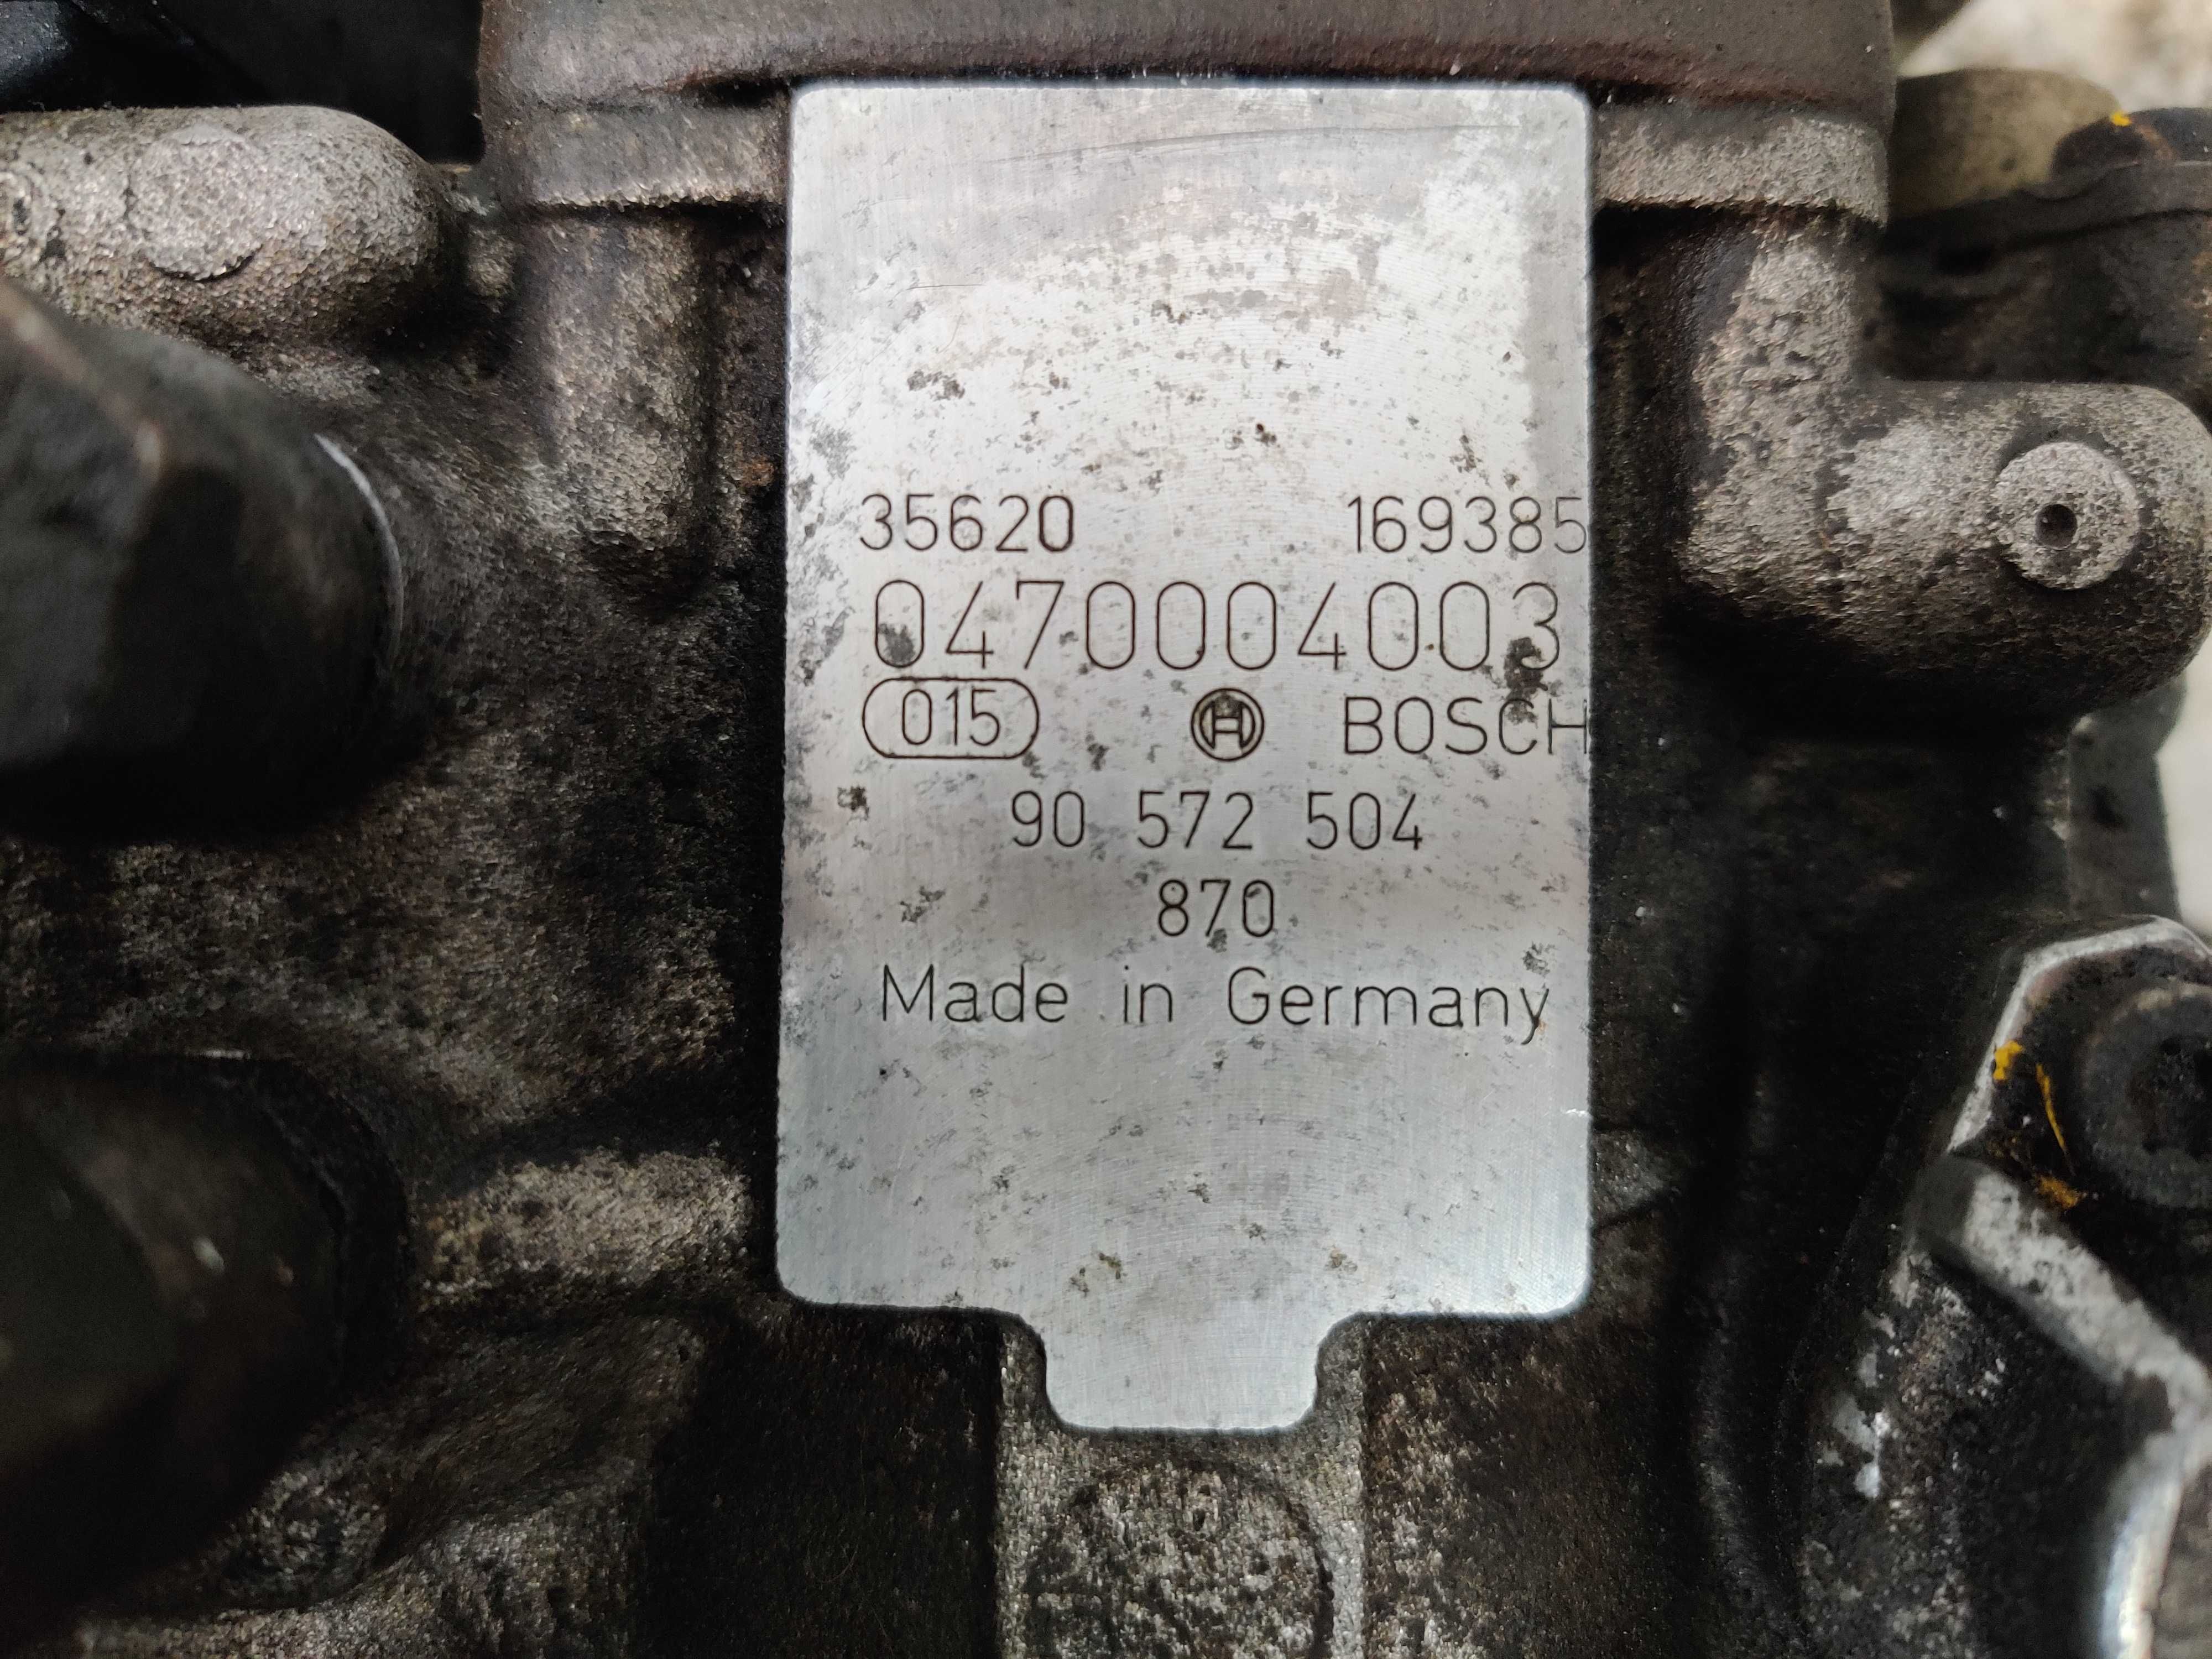 35620 169385
0470004003
015 BOSCH
90 572 504
870
Made in Germany